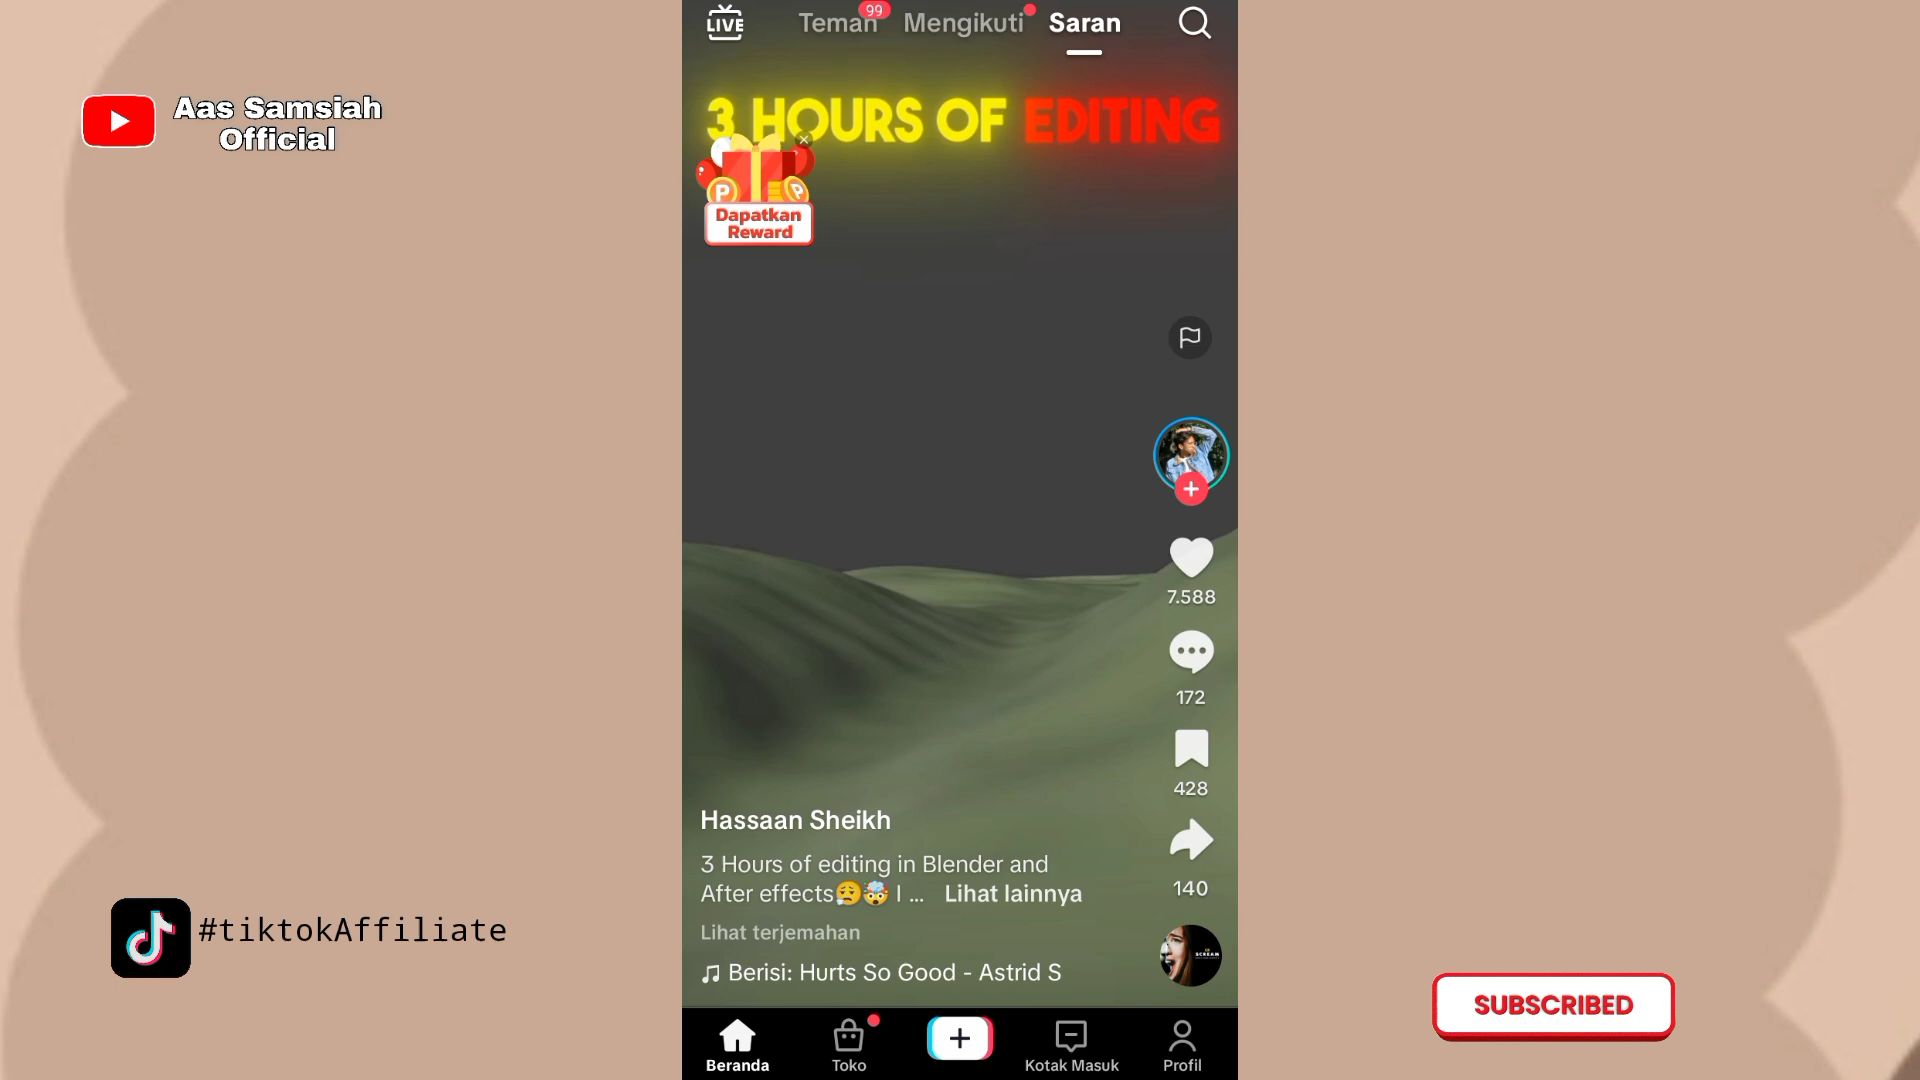 LIVE
Teman
99
Mengikuti
Saran
3 HOURS OF EDITING
Aas Samsiah
Official
P
P
Dapatkan
Reward
7.588
172
428
140
Hassaan Sheikh
3 Hours of editing in Blender and
After effects😮‍💨🤯 I ... Lihat lainnya
Lihat terjemahan
Berisi: Hurts So Good - Astrid S
SCREAM
#tiktokAffiliate
SUBSCRIBED
Beranda
Toko
Kotak Masuk
Profil